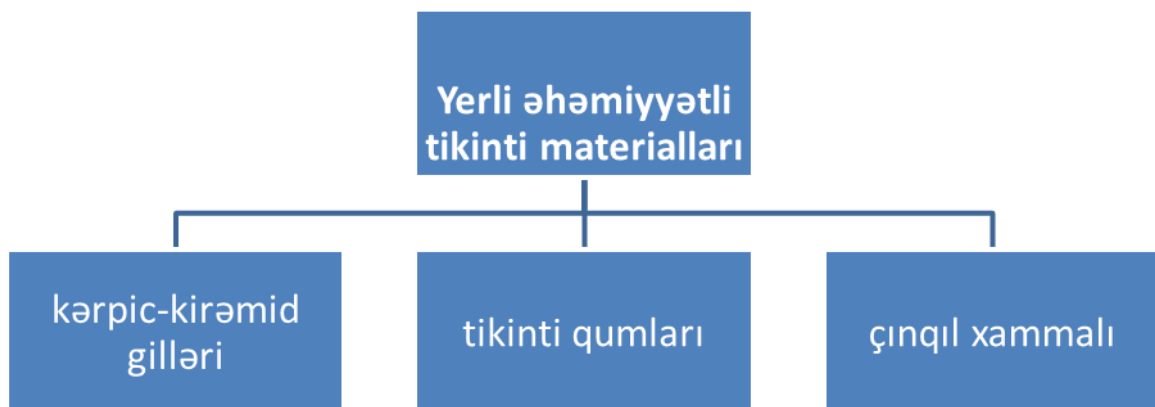 Yerli əhəmiyyətli
tikinti materialları
kərpic-kirəmid
gilləri
tikinti qumları
çınqıl xammalı